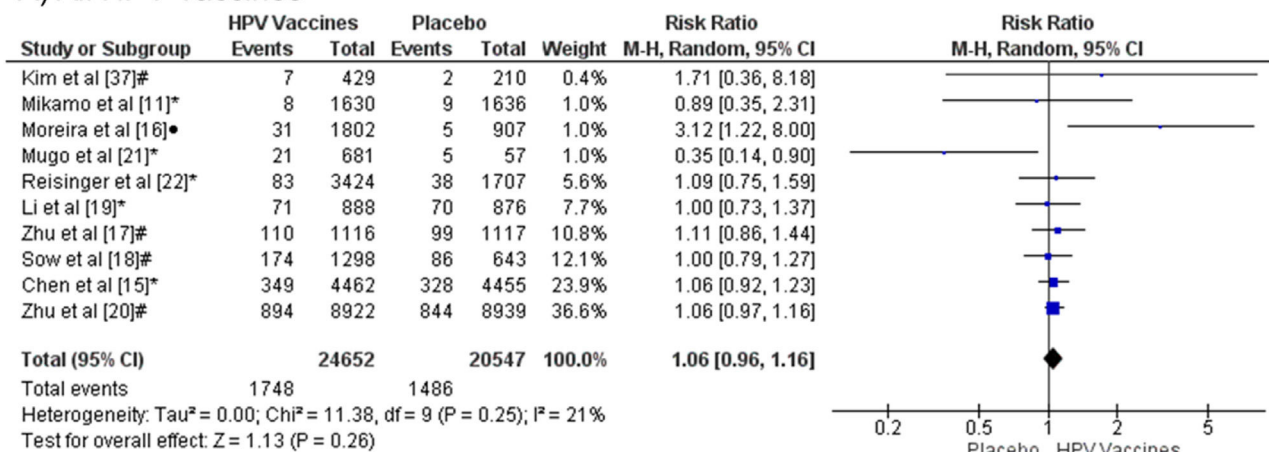 HPV Vaccines Placebo Risk Ratio Risk Ratio
Study or Subgroup Events Total Events Total Weight M-H, Random, 95% CI M-H, Random, 95% CI
Kim et al [37]# 7 429 2 210 0.4% 1.71 [0.36, 8.18]
Mikamo et al [11]* 8 1630 9 1636 1.0% 0.89 [0.35, 2.31]
Moreira et al [16]● 31 1802 5 907 1.0% 3.12 [1.22, 8.00]
Mugo et al [21]* 21 681 5 57 1.0% 0.35 [0.14, 0.90]
Reisinger et al [22]* 83 3424 38 1707 5.6% 1.09 [0.75, 1.59]
Li et al [19]* 71 888 70 876 7.7% 1.00 [0.73, 1.37]
Zhu et al [17]# 110 1116 99 1117 10.8% 1.11 [0.86, 1.44]
Sow et al [18]# 174 1298 86 643 12.1% 1.00 [0.79, 1.27]
Chen et al [15]* 349 4462 328 4455 23.9% 1.06 [0.92, 1.23]
Zhu et al [20]# 894 8922 844 8939 36.6% 1.06 [0.97, 1.16]
Total (95% CI) 24652 20547 100.0% 1.06 [0.96, 1.16]
Total events 1748 1486
Heterogeneity: Tau² = 0.00; Chi² = 11.38, df = 9 (P = 0.25); I² = 21%
Test for overall effect: Z = 1.13 (P = 0.26)
0.2 0.5 1 2 5
Placebo HPV Vaccines